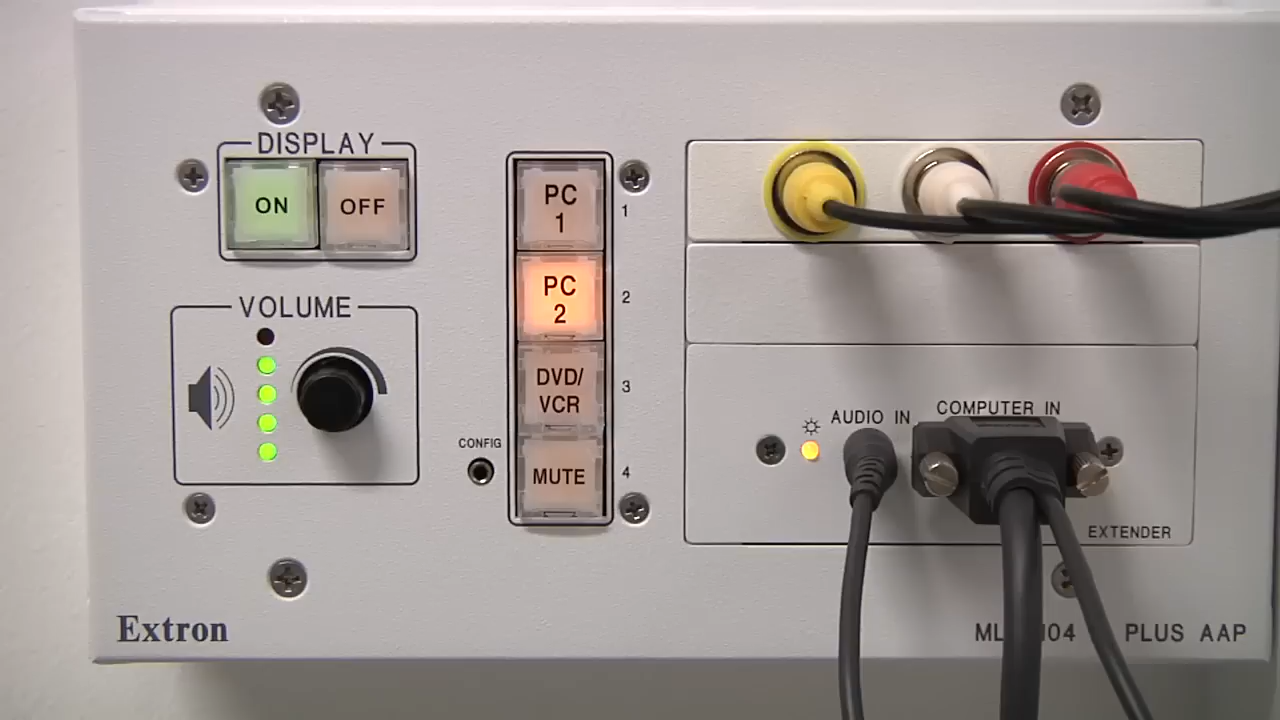 DISPLAY
ON
OFF
VOLUME
CONFIG
PC
1
1
PC
2
2
DVD/
VCR
3
MUTE
4
AUDIO IN
COMPUTER IN
EXTENDER
Extron
PLUS AAP